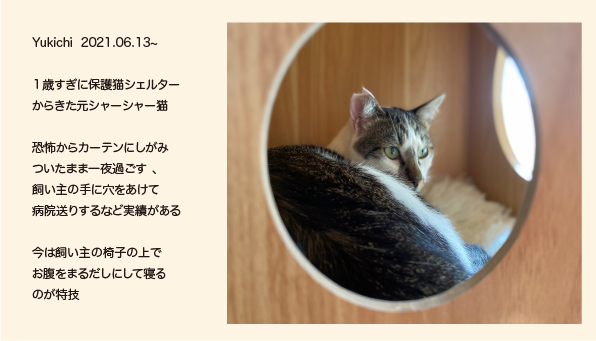 Yukichi 2021.06.13~
１歳すぎに保護猫シェルター
からきた元シャーシャー猫
恐怖からカーテンにしがみ
ついたまま一夜過ごす、
飼い主の手に穴をあけて
病院送りするなど実績がある
今は飼い主の椅子の上で
お腹をまるだしにして寝る
のが特技